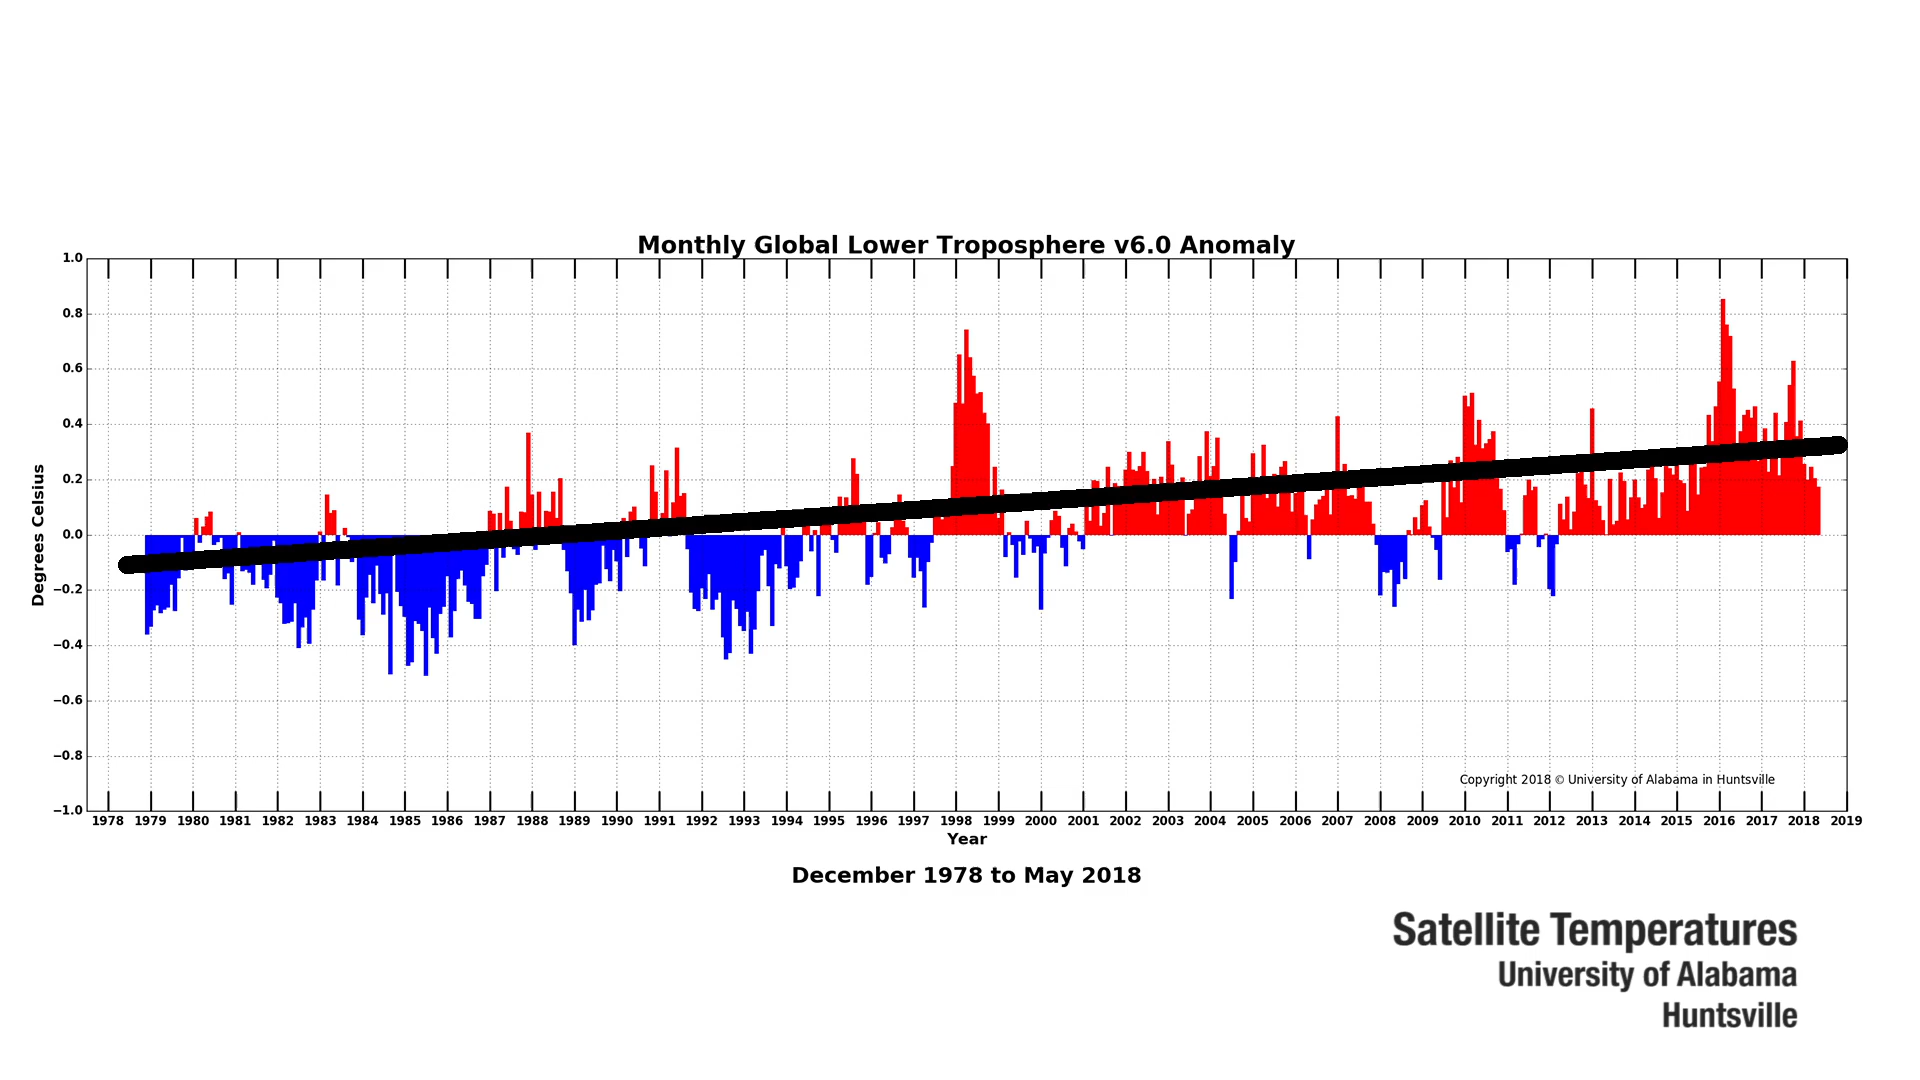 Monthly Global Lower Troposphere v6.0 Anomaly
1.0
0.8
0.6
0.4
0.2
0.0
−0.2
−0.4
−0.6
−0.8
−1.0
Degrees Celsius
Copyright 2018 © University of Alabama in Huntsville
1978 1979 1980 1981 1982 1983 1984 1985 1986 1987 1988 1989 1990 1991 1992 1993 1994 1995 1996 1997 1998 1999 2000 2001 2002 2003 2004 2005 2006 2007 2008 2009 2010 2011 2012 2013 2014 2015 2016 2017 2018 2019
Year
December 1978 to May 2018
Satellite Temperatures
University of Alabama
Huntsville